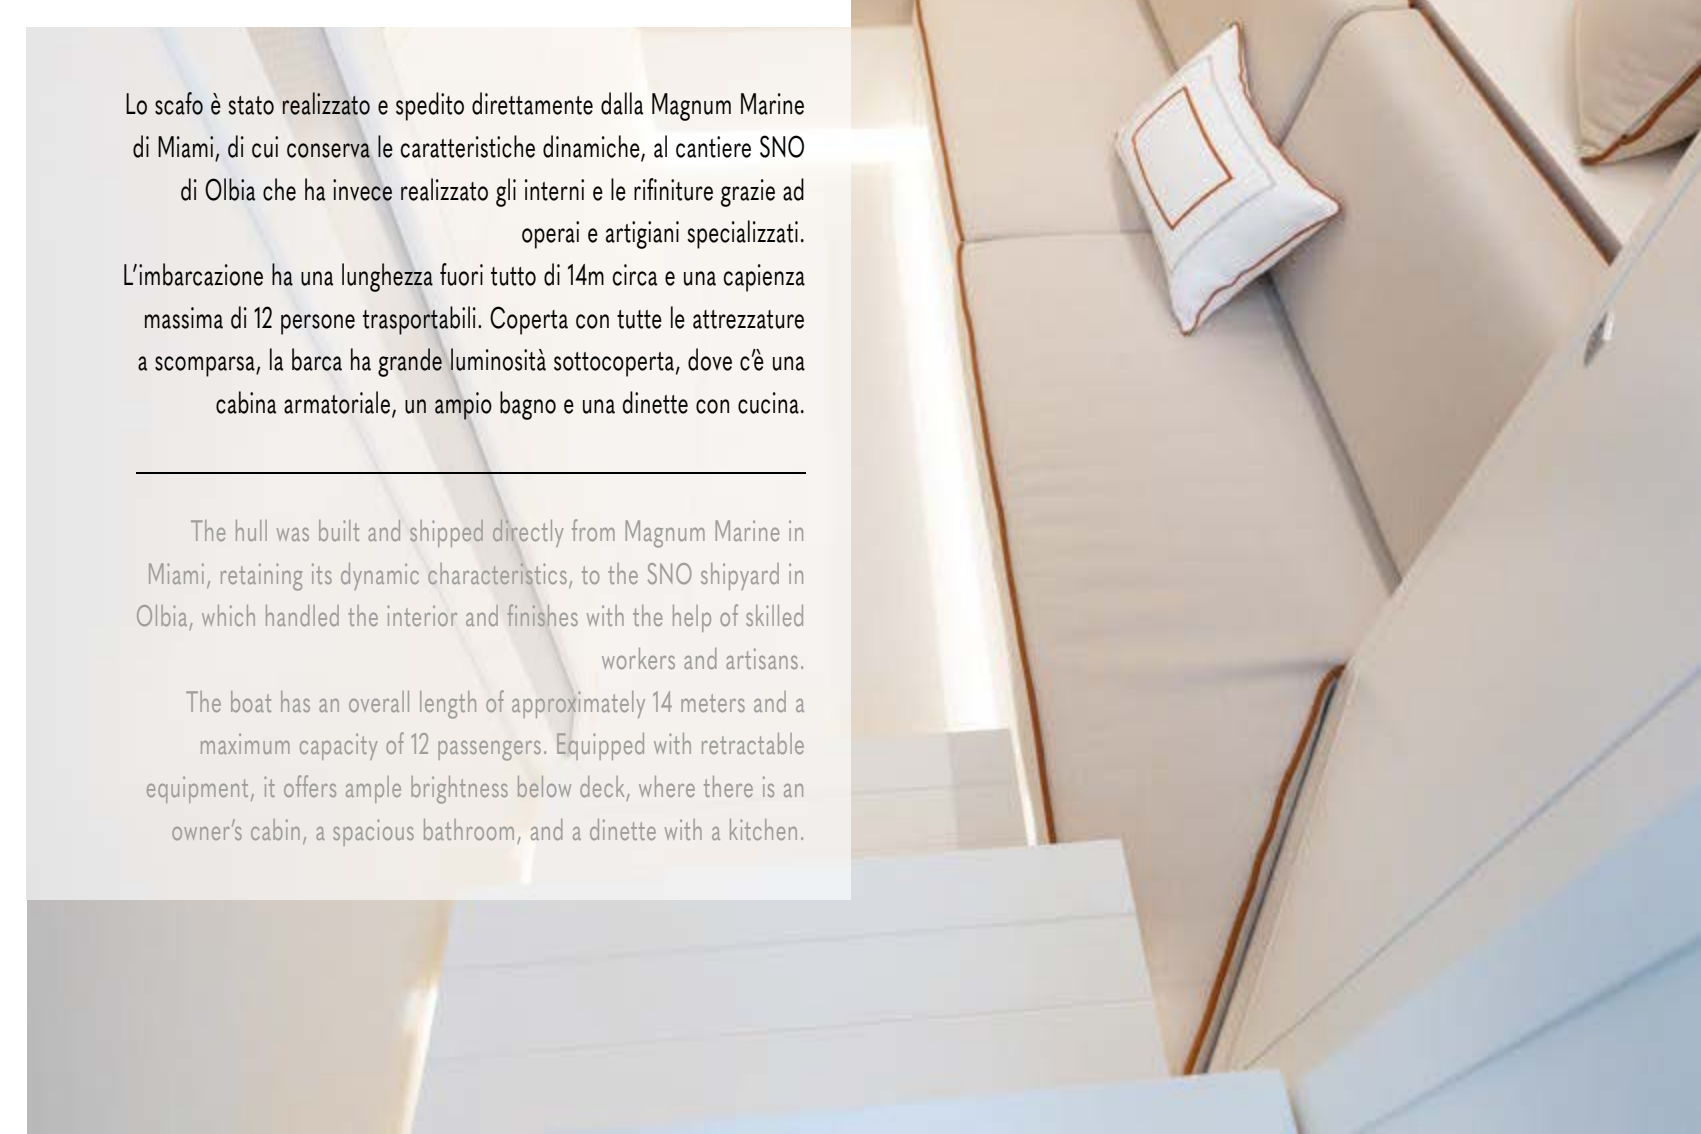 Lo scafo è stato realizzato e spedito direttamente dalla Magnum Marine
di Miami, di cui conserva le caratteristiche dinamiche, al cantiere SNO
di Olbia che ha invece realizzato gli interni e le rifiniture grazie ad
operai e artigiani specializzati.
L’imbarcazione ha una lunghezza fuori tutto di 14m circa e una capienza
massima di 12 persone trasportabili. Coperta con tutte le attrezzature
a scomparsa, la barca ha grande luminosità sottocoperta, dove c’è una
cabina armatoriale, un ampio bagno e una dinette con cucina.
The hull was built and shipped directly from Magnum Marine in
Miami, retaining its dynamic characteristics, to the SNO shipyard in
Olbia, which handled the interior and finishes with the help of skilled
workers and artisans.
The boat has an overall length of approximately 14 meters and a
maximum capacity of 12 passengers. Equipped with retractable
equipment, it offers ample brightness below deck, where there is an
owner’s cabin, a spacious bathroom, and a dinette with a kitchen.